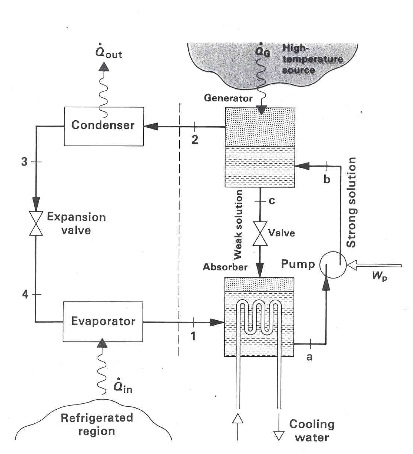 Q̇out
Q̇G
High-
temperature
source
Generator
Condenser
2
3
b
c
Strong solution
Weak solution
Expansion
valve
Valve
Absorber
Pump
Wp
4
Evaporator
1
a
Q̇in
Refrigerated
region
Cooling
water